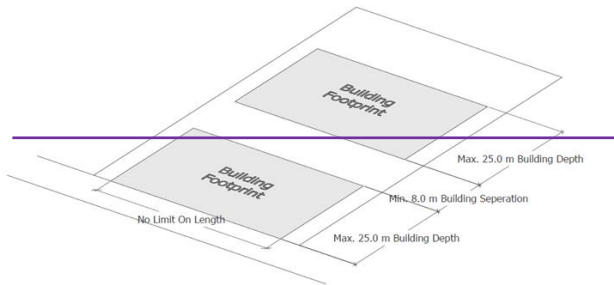 Building
Footprint
Max. 25.0 m Building Depth
Building
Footprint
Min. 8.0 m Building Seperation
No Limit On Length
Max. 25.0 m Building Depth